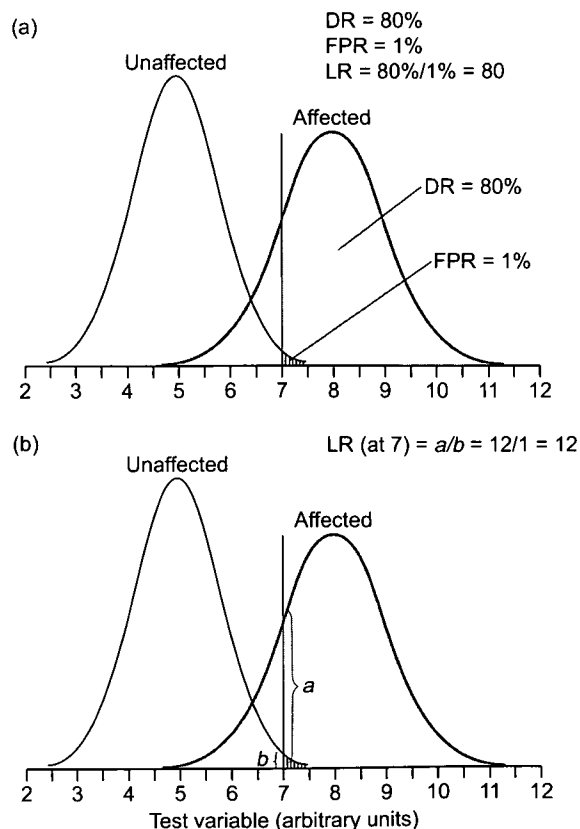 (a)
DR = 80%
FPR = 1%
LR = 80%/1% = 80
Unaffected
Affected
DR = 80%
FPR = 1%
2 3 4 5 6 7 8 9 10 11 12
(b)
LR (at 7) = a/b = 12/1 = 12
Unaffected
Affected
a
b
2 3 4 5 6 7 8 9 10 11 12
Test variable (arbitrary units)